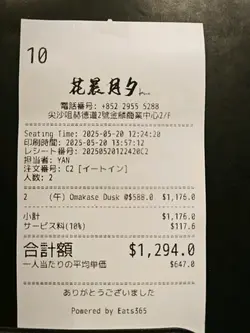 10
花晨月夕
電話番号: +852 2955 5288
尖沙咀赫德道2號金麟商業中心2/F
Seating Time: 2025-05-20 12:24:20
印刷時間: 2025-05-20 13:57:12
レシート番号: 20250520122420C2
担当者: YAN
注文番号: C2 [イートイン]
人数: 2
2 (午) Omakase Dusk @$588.0 $1,176.0
小計 $1,176.0
サービス料(10%) $117.6
合計額 $1,294.0
一人当たりの平均単価 $647.0
ありがとうございました
Powered by Eats365